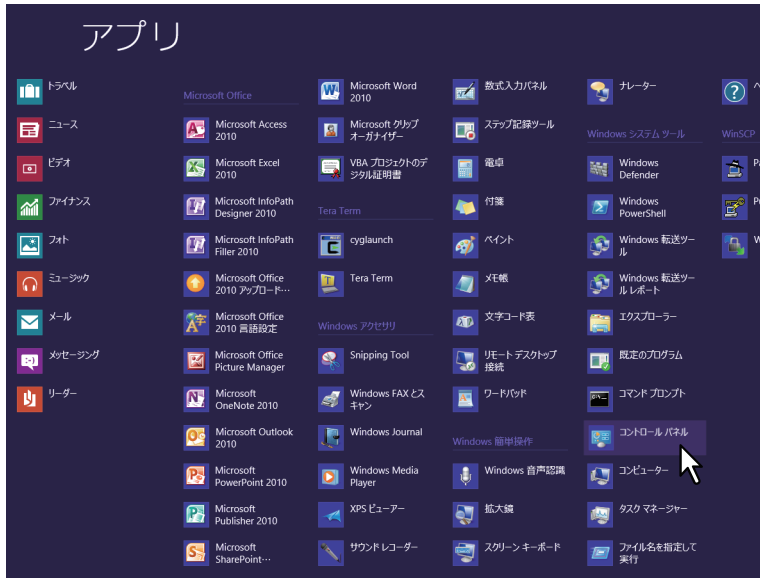 アプリ
トラベル
ニュース
ビデオ
ファイナンス
フォト
ミュージック
メール
メッセージング
リーダー
Microsoft Office
Microsoft Access
2010
Microsoft Excel
2010
Microsoft InfoPath
Designer 2010
Microsoft InfoPath
Filler 2010
Microsoft Office
2010 アップロード…
Microsoft Office
2010 言語設定
Microsoft Office
Picture Manager
Microsoft
OneNote 2010
Microsoft Outlook
2010
Microsoft
PowerPoint 2010
Microsoft
Publisher 2010
Microsoft
SharePoint…
Microsoft Word
2010
Microsoft クリップ
オーガナイザー
VBA プロジェクトのデ
ジタル証明書
Tera Term
cyglaunch
Tera Term
Windows アクセサリ
Snipping Tool
Windows FAX とス
キャン
Windows Journal
Windows Media
Player
XPS ビューアー
サウンド レコーダー
数式入力パネル
ステップ記録ツール
電卓
付箋
ペイント
メモ帳
文字コード表
リモート デスクトップ
接続
ワードパッド
Windows 簡単操作
Windows 音声認識
拡大鏡
スクリーン キーボード
ナレーター
Windows システム ツール
Windows
Defender
Windows
PowerShell
Windows 転送ツー
ル
Windows 転送ツー
ル レポート
エクスプローラー
既定のプログラム
コマンド プロンプト
コントロール パネル
コンピューター
タスク マネージャー
ファイル名を指定して
実行
WinSCP